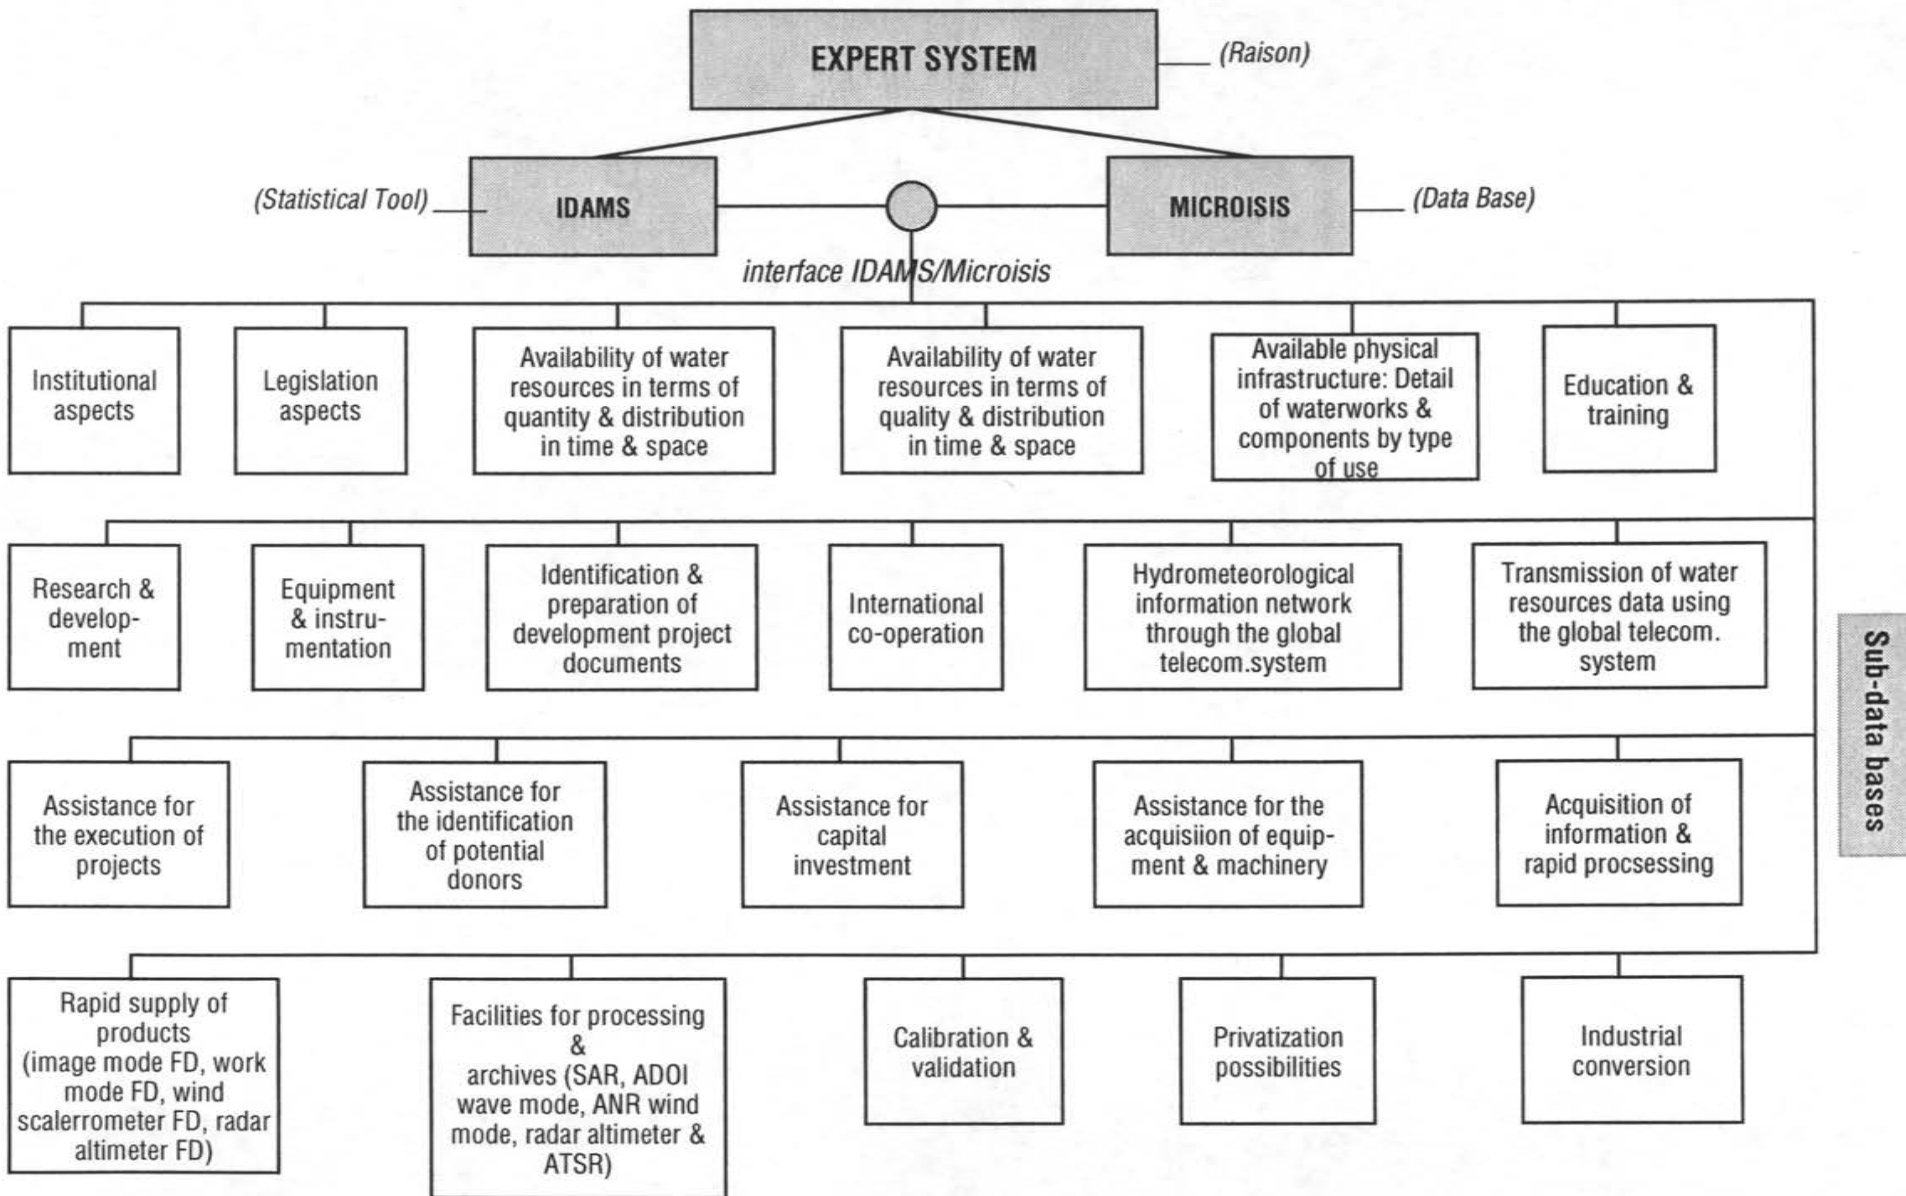 EXPERT SYSTEM
(Raison)
(Statistical Tool)
IDAMS
MICROISIS
(Data Base)
interface IDAMS/Microisis
Institutional
aspects
Legislation
aspects
Availability of water
resources in terms of
quantity & distribution
in time & space
Availability of water
resources in terms of
quality & distribution
in time & space
Available physical
infrastructure: Detail
of waterworks &
components by type
of use
Education &
training
Research &
develop-
ment
Equipment
& instru-
mentation
Identification &
preparation of
development project
documents
International
co-operation
Hydrometeorological
information network
through the global
telecom.system
Transmission of water
resources data using
the global telecom.
system
Sub-data bases
Assistance for
the execution of
projects
Assistance for
the identification
of potential
donors
Assistance for
capital
investment
Assistance for the
acquisiion of equip-
ment & machinery
Acquisition of
information &
rapid procsessing
Rapid supply of
products
(image mode FD, work
mode FD, wind
scalerrometer FD, radar
altimeter FD)
Facilities for processing
&
archives (SAR, ADOI
wave mode, ANR wind
mode, radar altimeter &
ATSR)
Calibration &
validation
Privatization
possibilities
Industrial
conversion